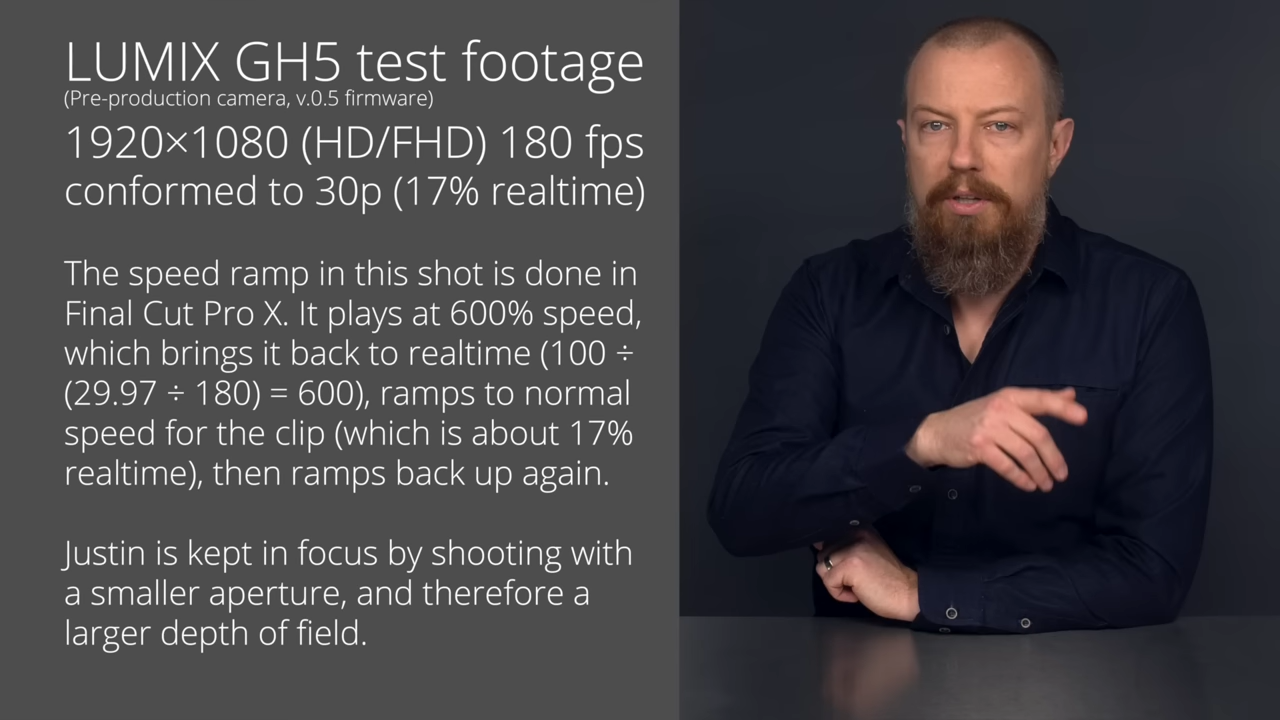 LUMIX GH5 test footage
(Pre-production camera, v.0.5 firmware)
1920×1080 (HD/FHD) 180 fps
conformed to 30p (17% realtime)
The speed ramp in this shot is done in
Final Cut Pro X. It plays at 600% speed,
which brings it back to realtime (100 ÷
(29.97 ÷ 180) = 600), ramps to normal
speed for the clip (which is about 17%
realtime), then ramps back up again.
Justin is kept in focus by shooting with
a smaller aperture, and therefore a
larger depth of field.